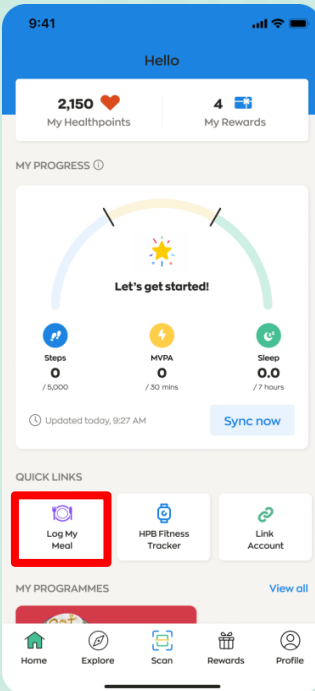 9:41
Hello
2,150
My Healthpoints
4
My Rewards
MY PROGRESS
Let's get started!
Steps
0
/ 5,000
MVPA
0
/ 30 mins
Sleep
0.0
/ 7 hours
Updated today, 9:27 AM
Sync now
QUICK LINKS
Log My
Meal
HPB Fitness
Tracker
Link
Account
MY PROGRAMMES
View all
Home
Explore
Scan
Rewards
Profile